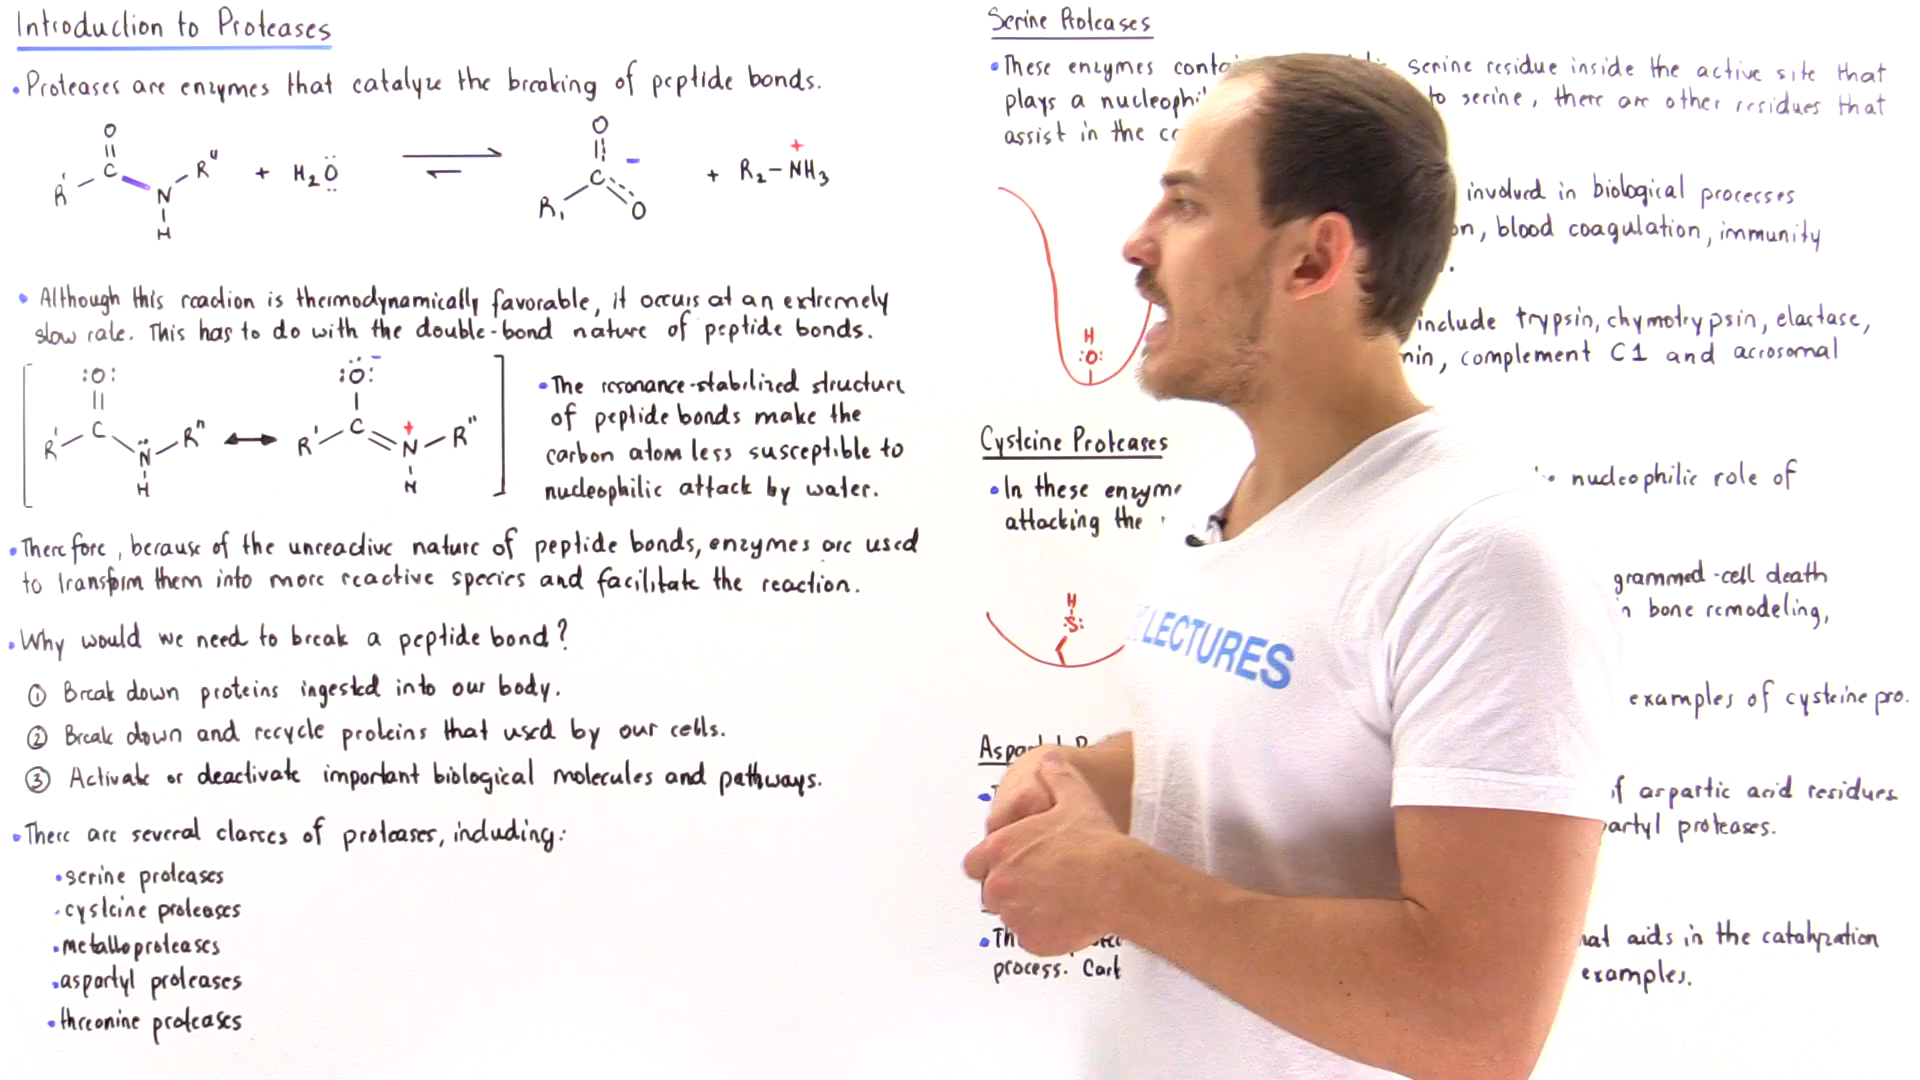 Introduction to Proteases
• Proteases are enzymes that catalyze the breaking of peptide bonds.
O
C
R'
N
H
R"
+ H2O
O
C
R1
O
−
+ R2−NH3
+
• Although this reaction is thermodynamically favorable, it occurs at an extremely
slow rate. This has to do with the double-bond nature of peptide bonds.
:O:
C
R'
N
H
R"
:O:
−
C
R'
+
N
H
R"
• The resonance-stabilized structure
of peptide bonds make the
carbon atom less susceptible to
nucleophilic attack by water.
• Therefore, because of the unreactive nature of peptide bonds, enzymes are used
to transform them into more reactive species and facilitate the reaction.
• Why would we need to break a peptide bond?
① Break down proteins ingested into our body.
② Break down and recycle proteins that used by our cells.
③ Activate or deactivate important biological molecules and pathways.
• There are several classes of proteases, including:
• serine proteases
• cysteine proteases
• metalloproteases
• aspartyl proteases
• threonine proteases
Serine Proteases
• These enzymes serine residue inside the active site that
plays a to serine, there are other residues that
assist in the
involved in biological processes
blood coagulation, immunity
include trypsin, chymotrypsin, elastase,
complement C1 and acrosomal
H
:O:
Cysteine Proteases
• In these nucleophilic role of
attacking the
cell death
bone remodeling,
H
:S:
examples of cysteine pro.
of arpartic acid residues
proteases.
aids in the catalyzation
process. examples.
LECTURES